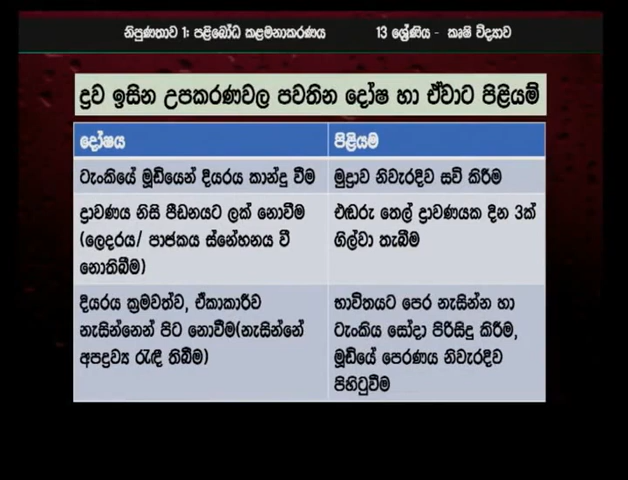 නිපුණතාව 1: පළිබෝධ කළමනාකරණය 13 ශ්‍රේණිය - කෘෂි විද්‍යාව
ද්‍රව ඉසින උපකරණවල පවතින දෝෂ හා ඒවාට පිළියම්
දෝෂය
පිළියම
ටැංකියේ මූඩියෙන් දියරය කාන්දු වීම
මුද්‍රාව නිවැරදිව සවි කිරීම
ද්‍රාවණය නිසි පීඩනයට ලක් නොවීම
(ලෙදරය/ පාජකය ස්නේහනය වී
නොතිබීම)
එඬරු තෙල් ද්‍රාවණයක දින 3ක්
ගිල්වා තැබීම
දියරය ක්‍රමවත්ව, ඒකාකාරීව
නැසින්නෙන් පිට නොවීම(නැසින්නේ
අපද්‍රව්‍ය රැඳී තිබීම)
භාවිතයට පෙර නැසින්න හා
ටැංකිය සෝදා පිරිසිදු කිරීම,
මූඩියේ පෙරණය නිවැරදිව
පිහිටුවීම